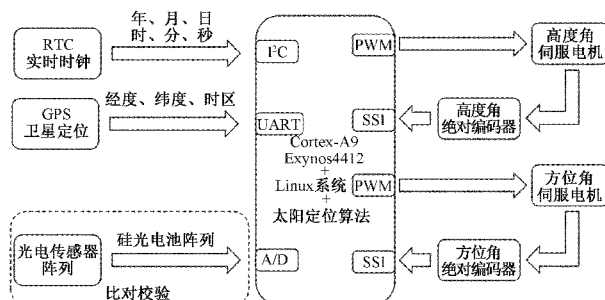 RTC
实时时钟
年、月、日
时、分、秒
I²C
PWM
高度角
伺服电机
GPS
卫星定位
经度、纬度、时区
UART
SSI
高度角
绝对编码器
Cortex-A9
Exynos4412
+
Linux系统
+
太阳定位算法
PWM
方位角
伺服电机
光电传感器
阵列
硅光电池阵列
A/D
SSI
方位角
绝对编码器
比对校验